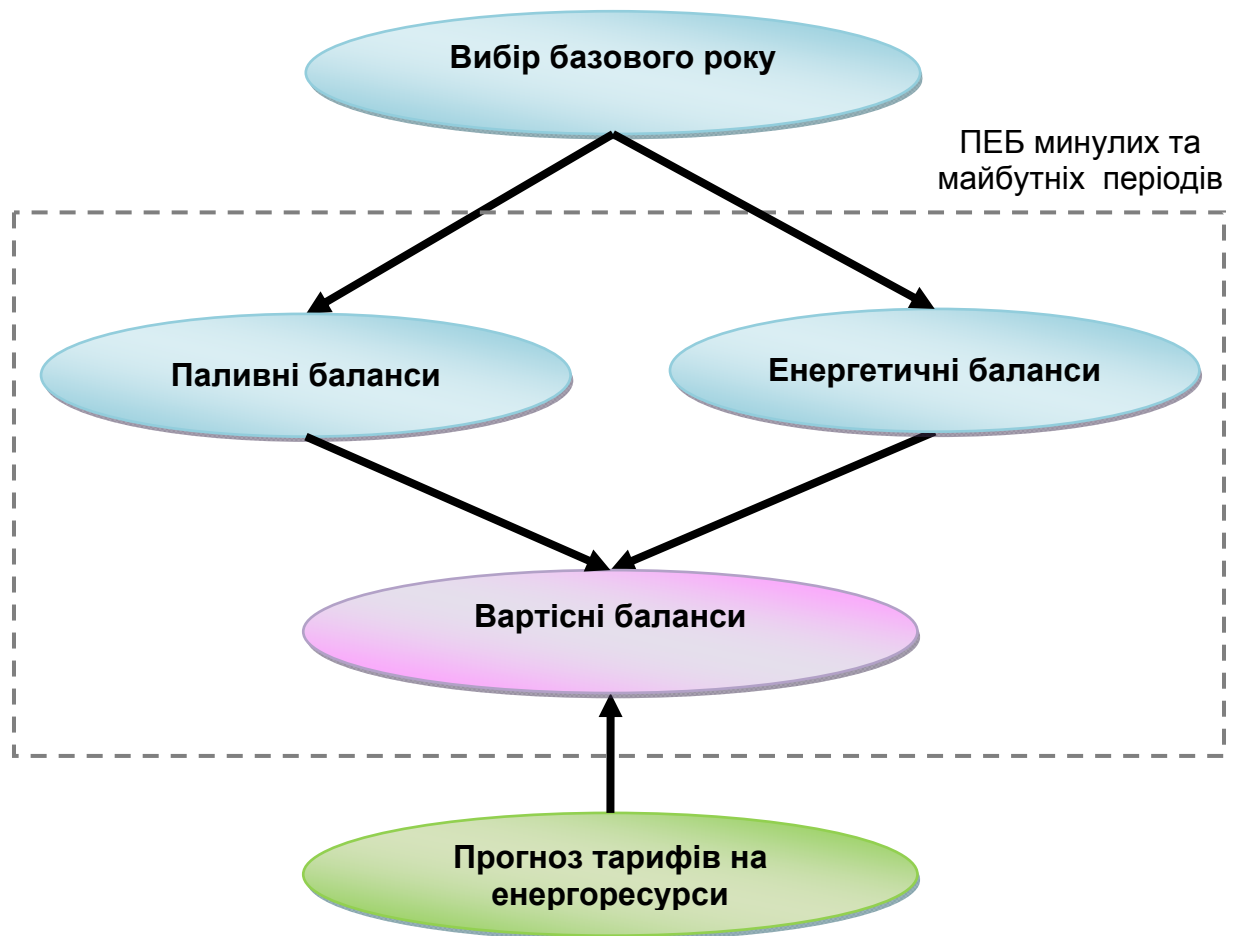 Вибір базового року
ПЕБ минулих та
майбутніх періодів
Паливні баланси
Енергетичні баланси
Вартісні баланси
Прогноз тарифів на
енергоресурси